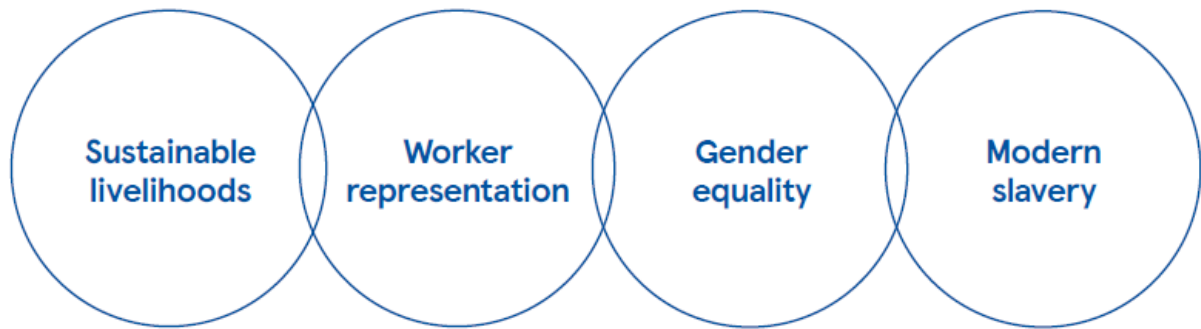 Sustainable
livelihoods
Worker
representation
Gender
equality
Modern
slavery